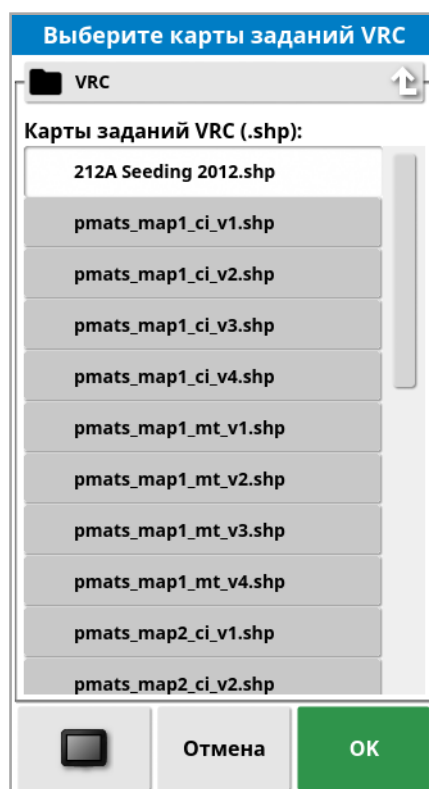 Выберите карты заданий VRC
VRC
Карты заданий VRC (.shp):
212A Seeding 2012.shp
pmats_map1_ci_v1.shp
pmats_map1_ci_v2.shp
pmats_map1_ci_v3.shp
pmats_map1_ci_v4.shp
pmats_map1_mt_v1.shp
pmats_map1_mt_v2.shp
pmats_map1_mt_v3.shp
pmats_map1_mt_v4.shp
pmats_map2_ci_v1.shp
pmats_map2_ci_v2.shp
Отмена
OK